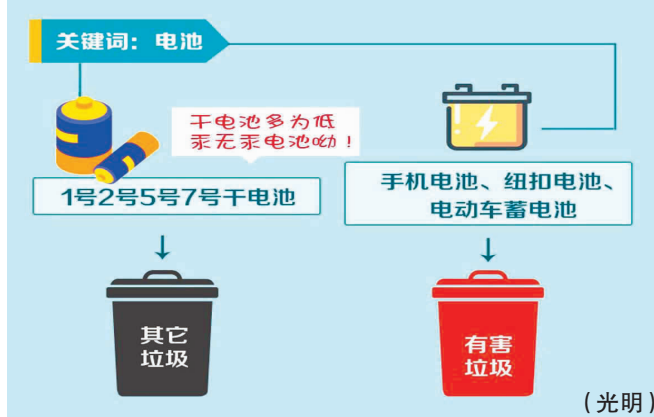 关键词：电池
干电池多为低
汞无汞电池呦！
1号2号5号7号干电池
手机电池、纽扣电池、
电动车蓄电池
其它
垃圾
有害
垃圾
（光明）